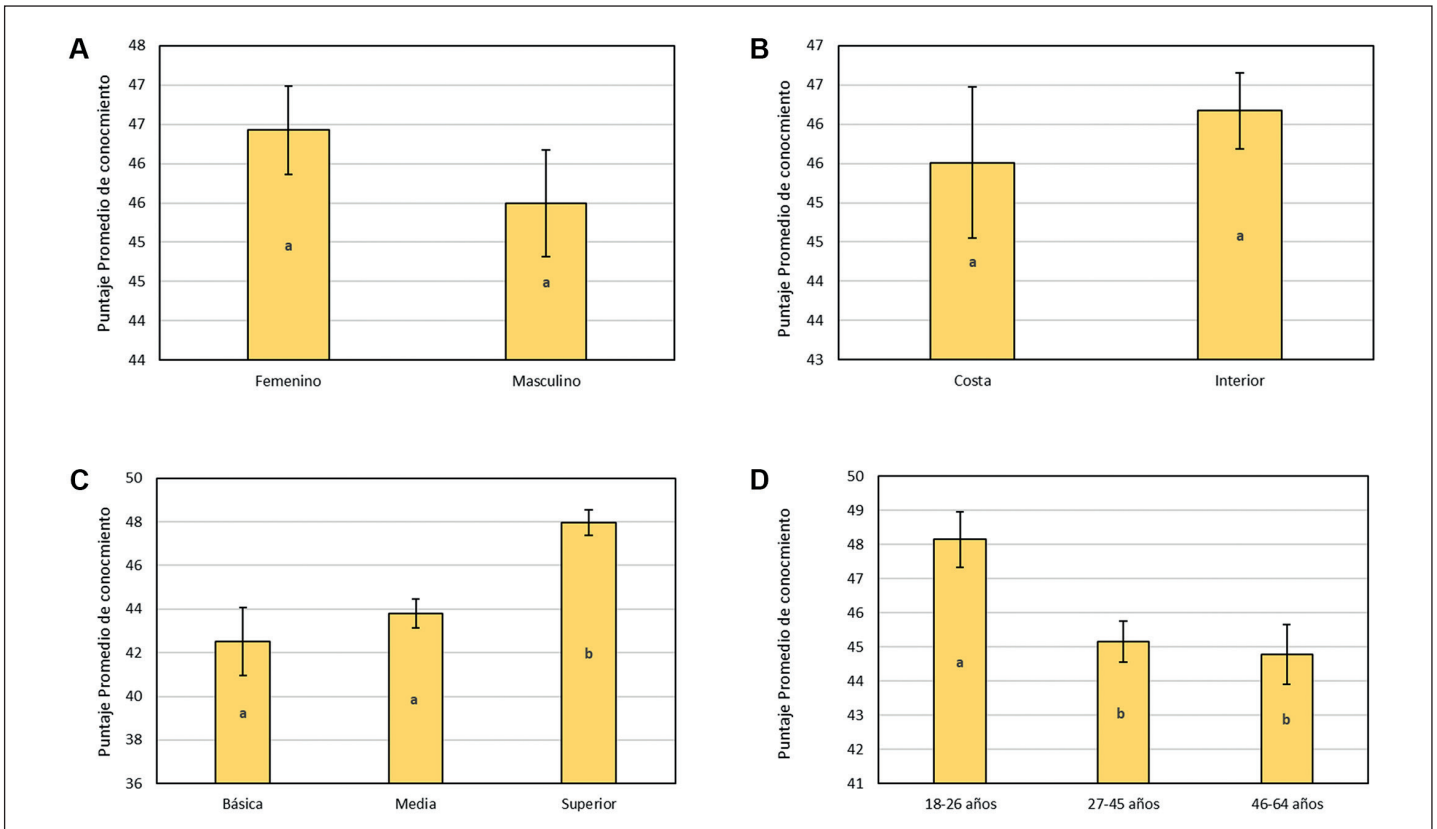 A
Puntaje Promedio de conocmiento
48
47
47
46
46
45
45
44
44
a
a
Femenino
Masculino
B
Puntaje Promedio de conocmiento
47
47
46
46
45
45
44
44
43
a
a
Costa
Interior
C
Puntaje Promedio de conocmiento
50
48
46
44
42
40
38
36
a
a
b
Básica
Media
Superior
D
Puntaje Promedio de conocmiento
50
49
48
47
46
45
44
43
42
41
a
b
b
18-26 años
27-45 años
46-64 años